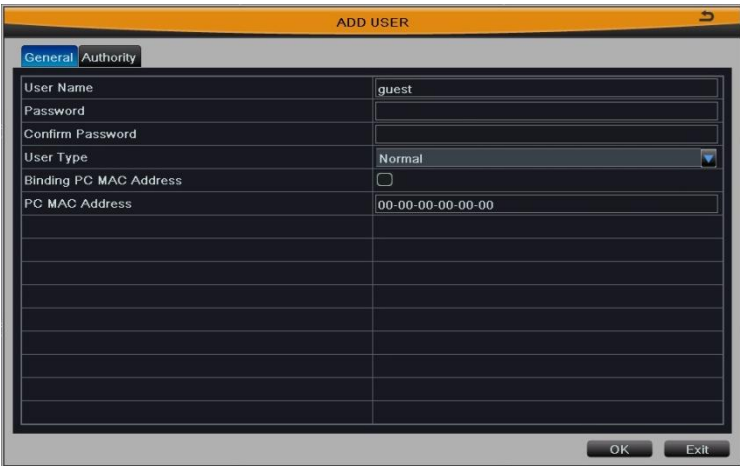 ADD USER
General Authority
User Name guest
Password
Confirm Password
User Type Normal
Binding PC MAC Address
PC MAC Address 00-00-00-00-00-00
OK Exit